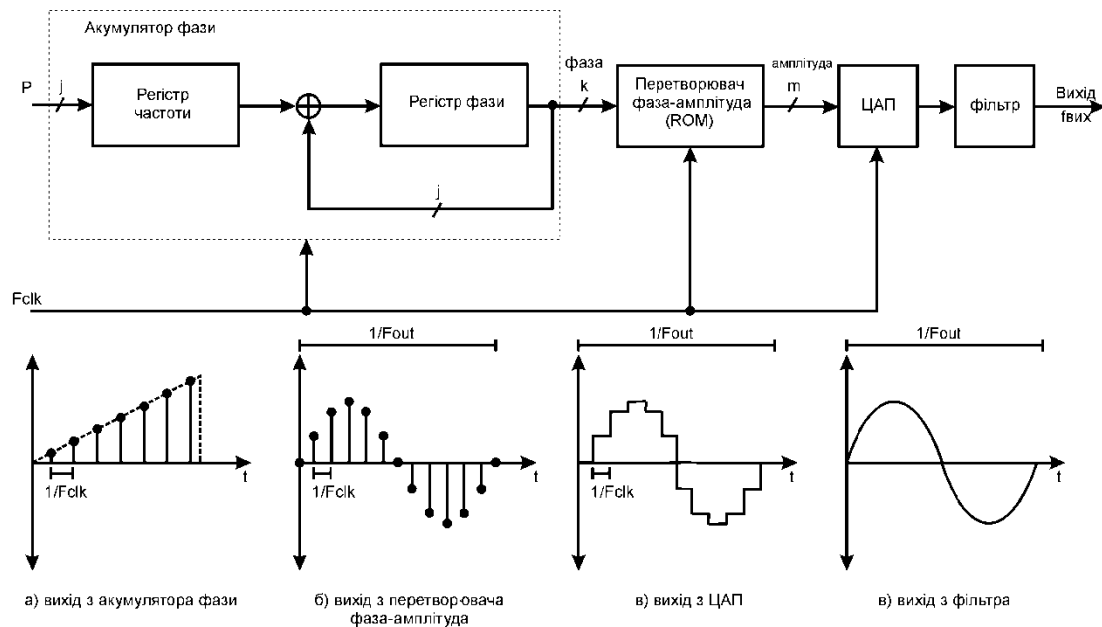 Акумулятор фази
P
j
Регістр
частоти
Регістр фази
j
фаза
k
Перетворювач
фаза-амплітуда
(ROM)
амплітуда
m
ЦАП
фільтр
Вихід
fвих
Fclk
1/Fclk
t
а) вихід з акумулятора фази
1/Fout
1/Fclk
t
б) вихід з перетворювача
фаза-амплітуда
1/Fout
1/Fclk
t
в) вихід з ЦАП
1/Fout
t
в) вихід з фільтра